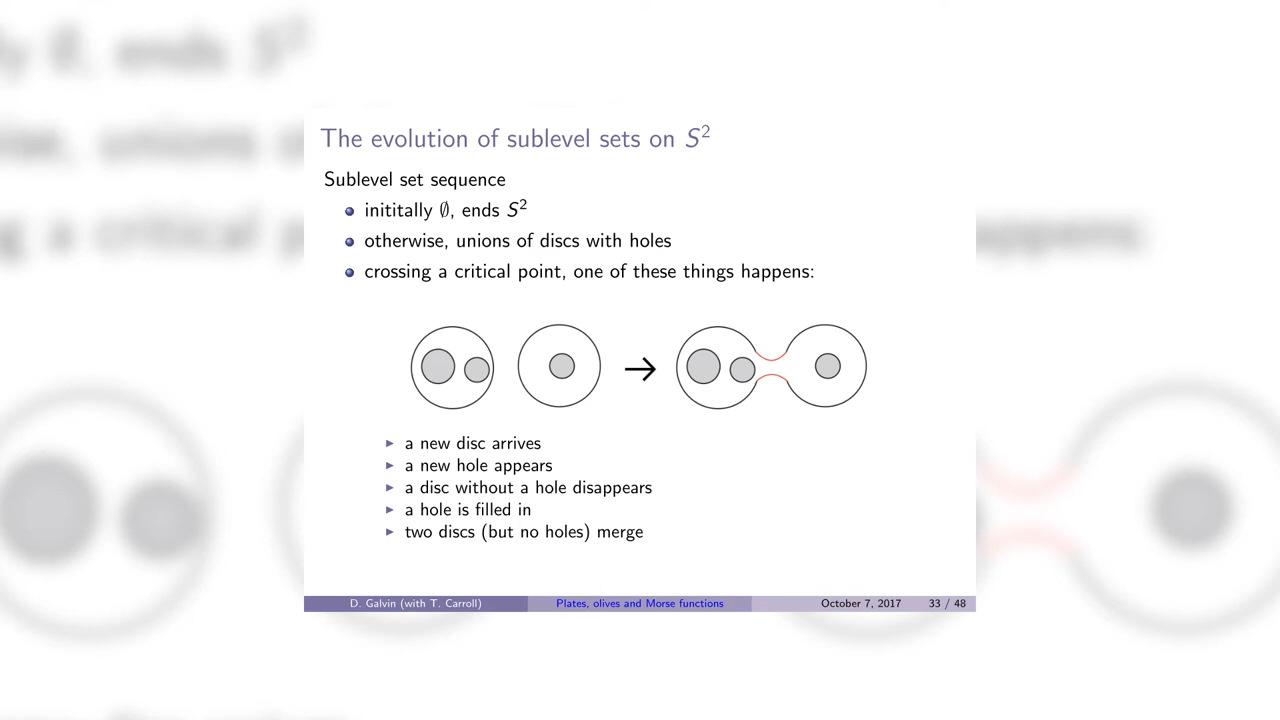 The evolution of sublevel sets on S²
Sublevel set sequence
inititally ∅, ends S²
otherwise, unions of discs with holes
crossing a critical point, one of these things happens:
a new disc arrives
a new hole appears
a disc without a hole disappears
a hole is filled in
two discs (but no holes) merge
D. Galvin (with T. Carroll) Plates, olives and Morse functions October 7, 2017 33 / 48